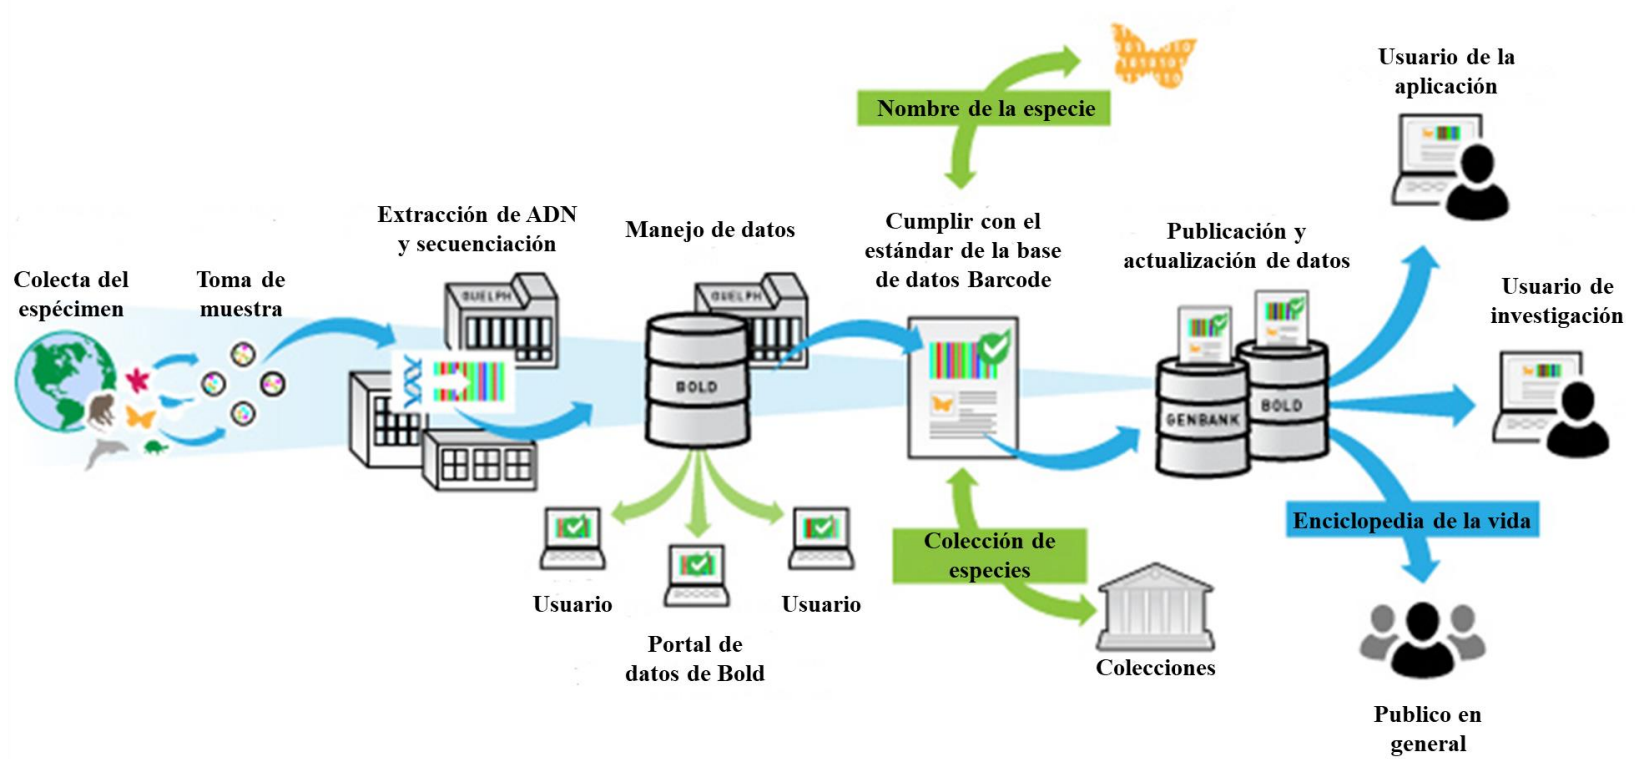 Colecta del
espécimen
Toma de
muestra
Extracción de ADN
y secuenciación
GUELPH
Manejo de datos
GUELPH
BOLD
Usuario
Portal de
datos de Bold
Usuario
Nombre de la especie
Cumplir con el
estándar de la base
de datos Barcode
Colección de
especies
Colecciones
Publicación y
actualización de datos
GENBANK
BOLD
Usuario de la
aplicación
Usuario de
investigación
Enciclopedia de la vida
Publico en
general